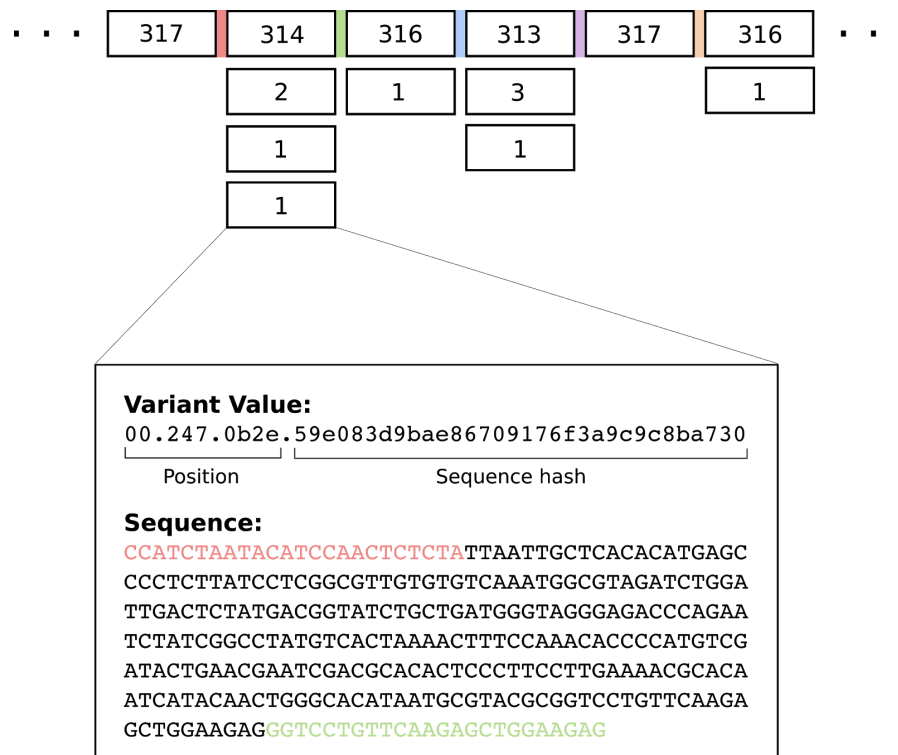 . . . 317 314 316 313 317 316 . .
2 1 3 1
1 1
1
Variant Value:
00.247.0b2e.59e083d9bae86709176f3a9c9c8ba730
Position Sequence hash
Sequence:
CCATCTAATACATCCAACTCTCTATTAATTGCTCACACATGAGC
CCCTCTTATCCTCGGCGTTGTGTGTCAAATGGCGTAGATCTGGA
TTGACTCTATGACGGTATCTGCTGATGGGTAGGGAGACCCAGAA
TCTATCGGCCTATGTCACTAAAACTTTCCAAACACCCCATGTCG
ATACTGAACGAATCGACGCACACTCCCTTCCTTGAAAACGCACA
ATCATACAACTGGGCACATAATGCGTACGCGGTCCTGTTCAAGA
GCTGGAAGAGGGTCCTGTTCAAGAGCTGGAAGAG